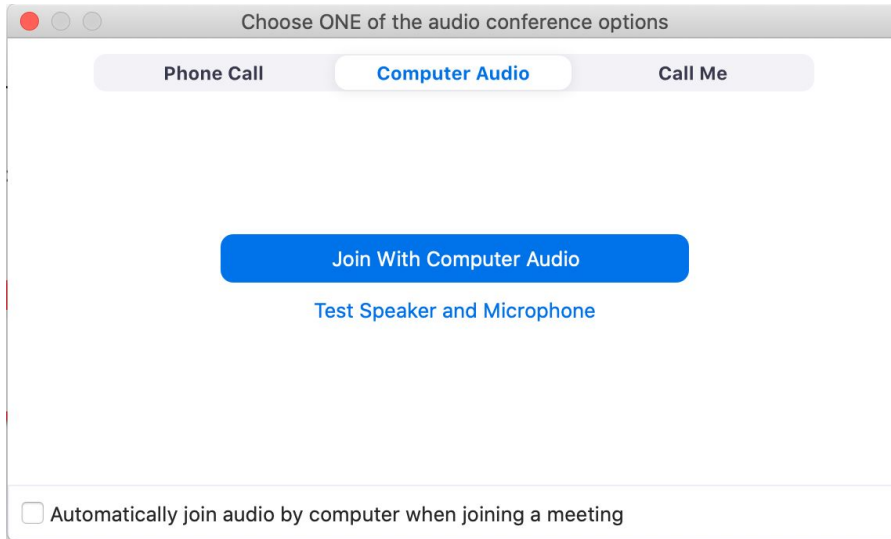 Choose ONE of the audio conference options
Phone Call Computer Audio Call Me
Join With Computer Audio
Test Speaker and Microphone
Automatically join audio by computer when joining a meeting